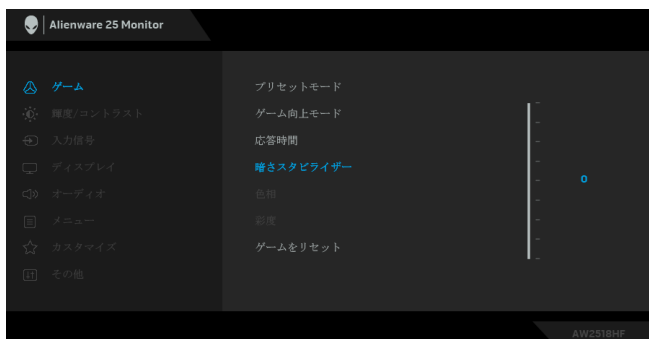 Alienware 25 Monitor
ゲーム
輝度/コントラスト
入力信号
ディスプレイ
オーディオ
メニュー
カスタマイズ
その他
プリセットモード
ゲーム向上モード
応答時間
暗さスタビライザー
色相
彩度
ゲームをリセット
0
AW2518HF